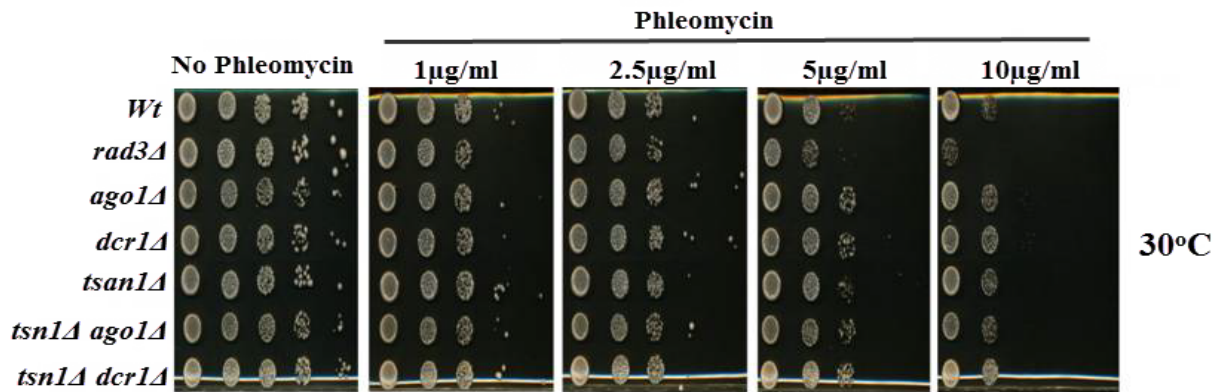 Phleomycin
No Phleomycin 1µg/ml 2.5µg/ml 5µg/ml 10µg/ml
Wt
rad3Δ
ago1Δ
dcr1Δ
tsan1Δ
tsn1Δ ago1Δ
tsn1Δ dcr1Δ
30°C